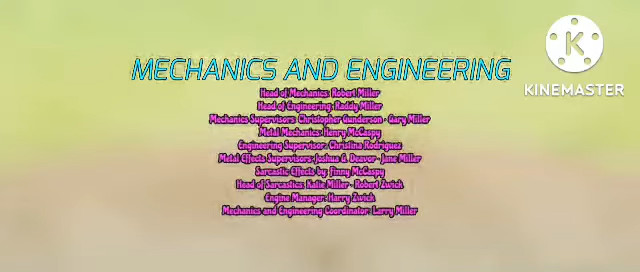 MECHANICS AND ENGINEERING
Head of Mechanics: Robert Miller
Head of Engineering: Raddy Miller
Mechanics Supervisors: Christopher Gunderson - Gary Miller
Metal Mechanics: Henry McCaspy
Engineering Supervisor: Christina Rodriguez
Metal Effects Supervisors: Joshua G. Deavor - Jane Miller
Sarcastic Effects by: Finny McCaspy
Head of Sarcastics: Katie Miller - Robert Zwick
Engine Manager: Harry Zwick
Mechanics and Engineering Coordinator: Larry Miller
K
KINEMASTER